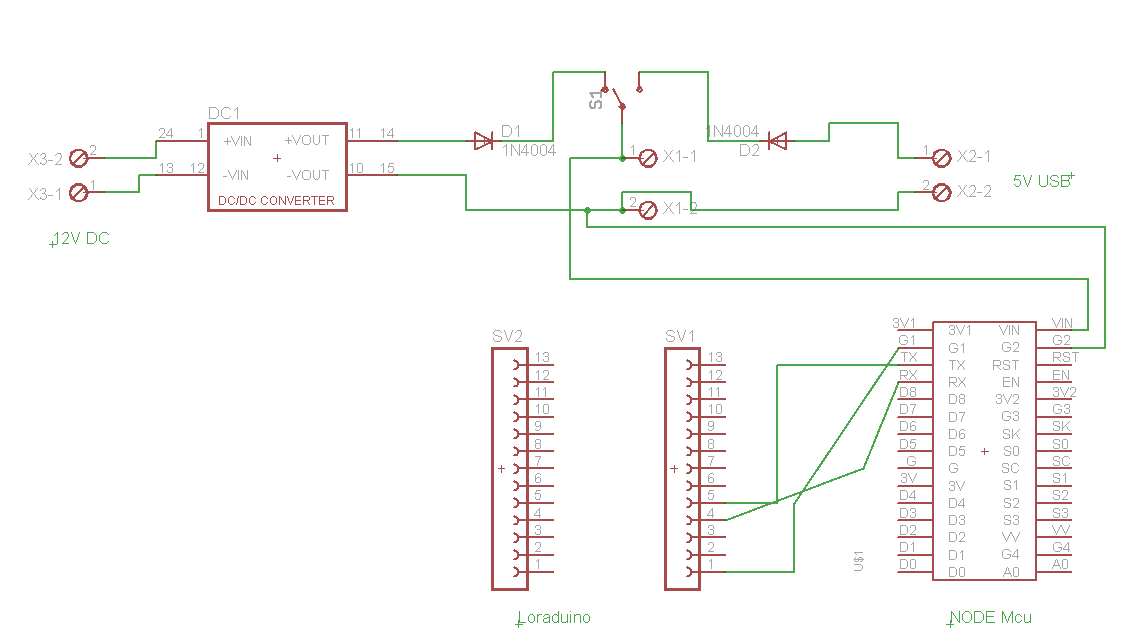 DC1
24 1 +VIN +VOUT 11 14
X3-2 2
13 12 -VIN -VOUT 10 15
X3-1 1
DC/DC CONVERTER
12V DC
D1
1N4004
S1
1 X1-1
2 X1-2
1N4004
D2
1 X2-1
2 X2-2
5V USB
SV2
13
12
11
10
9
8
7
6
5
4
3
2
1
Loraduino
SV1
13
12
11
10
9
8
7
6
5
4
3
2
1
3V1 3V1 VIN VIN
G1 G1 G2 G2
TX TX RST RST
RX RX EN EN
D8 D8 3V2 3V2
D7 D7 G3 G3
D6 D6 SK SK
D5 D5 S0 S0
G G SC SC
3V 3V S1 S1
D4 D4 S2 S2
D3 D3 S3 S3
D2 D2 VV VV
D1 D1 G4 G4
D0 D0 A0 A0
U$1
NODE Mcu